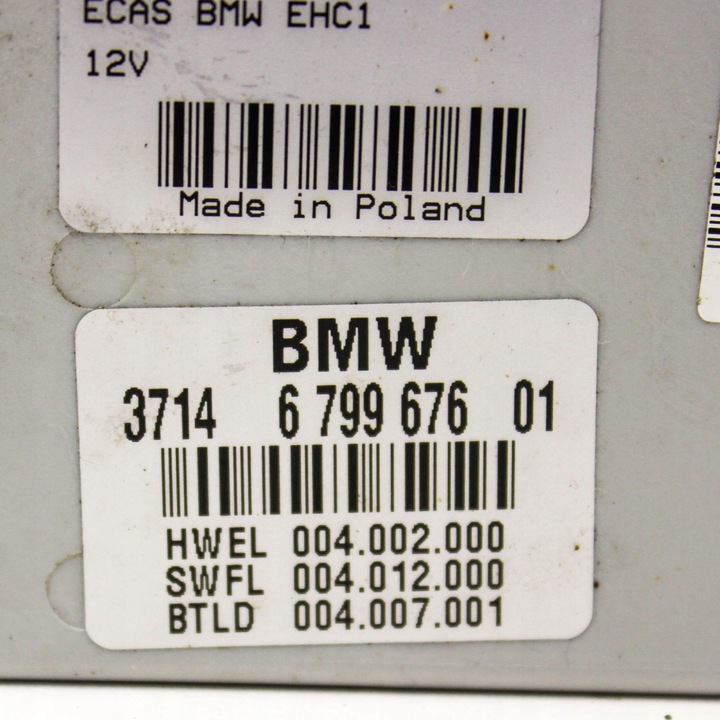 ECAS BMW EHC1
12V
Made in Poland
BMW
3714 6 799 676 01
HWEL 004.002.000
SWFL 004.012.000
BTLD 004.007.001